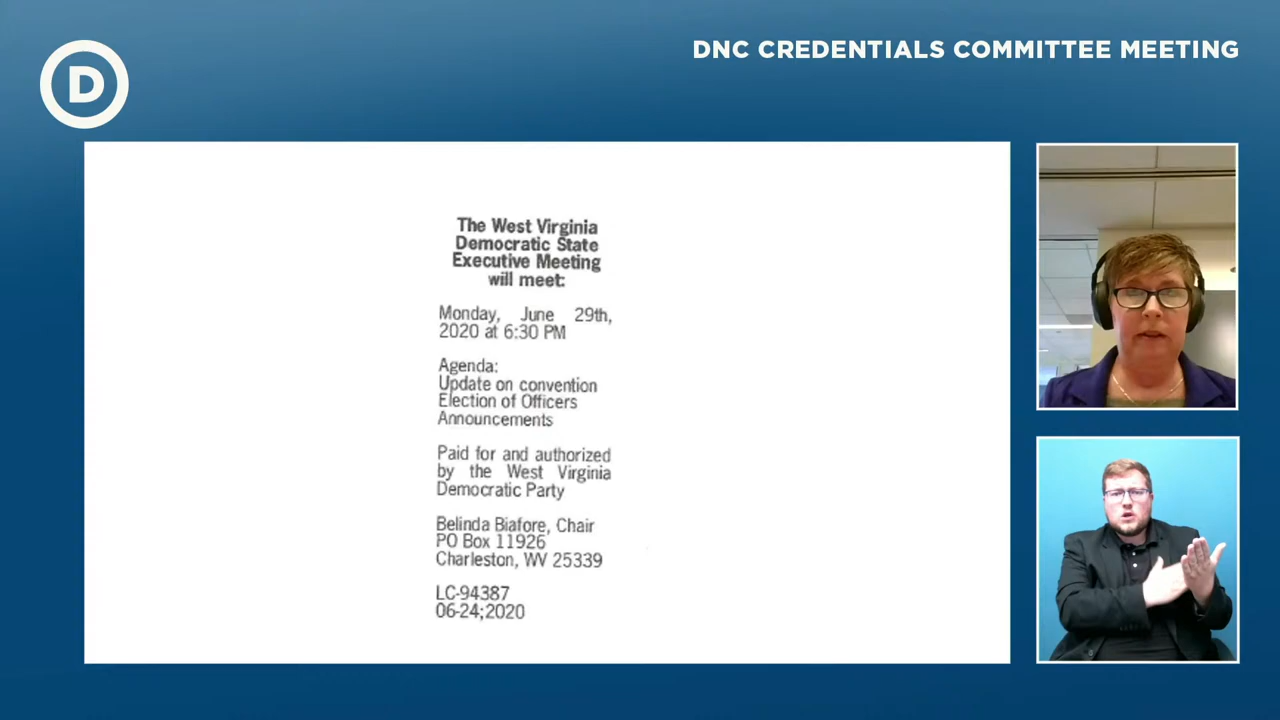 D
DNC CREDENTIALS COMMITTEE MEETING
The West Virginia
Democratic State
Executive Meeting
will meet:
Monday, June 29th,
2020 at 6:30 PM
Agenda:
Update on convention
Election of Officers
Announcements
Paid for and authorized
by the West Virginia
Democratic Party
Belinda Biafore, Chair
PO Box 11926
Charleston, WV 25339
LC-94387
06-24;2020